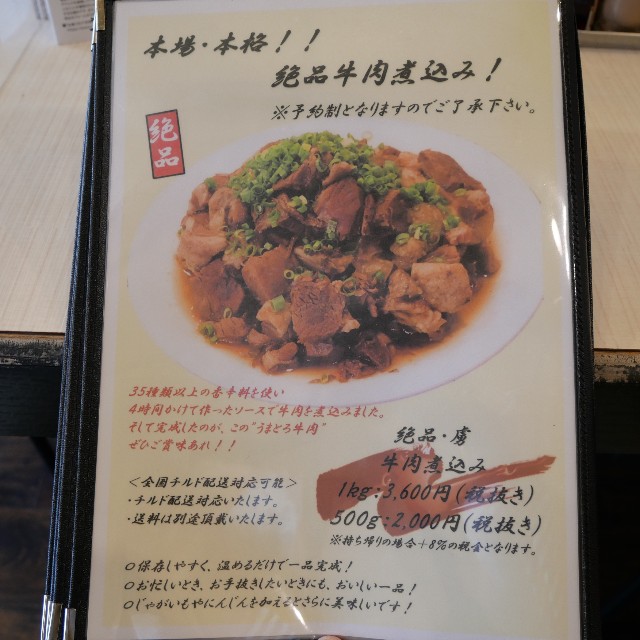 本場・本格！！
絶品牛肉煮込み！
※予約制となりますのでご了承下さい。
絶品
35種類以上の香辛料を使い
4時間かけて作ったソースで牛肉を煮込みました。
そして完成したのが、この"うまとろ牛肉"
ぜひご賞味あれ！！
絶品・虜
牛肉煮込み
1kg:3,600円(税抜き)
500g:2,000円(税抜き)
※持ち帰りの場合＋8%の税金となります。
＜全国チルド配送対応可能＞
・チルド配送対応いたします。
・送料は別途頂戴いたします。
○保存しやすく、温めるだけで一品完成！
○お忙しいとき、お手抜きしたいときにも、おいしい一品！
○じゃがいもやにんじんを加えるとさらに美味しいです！